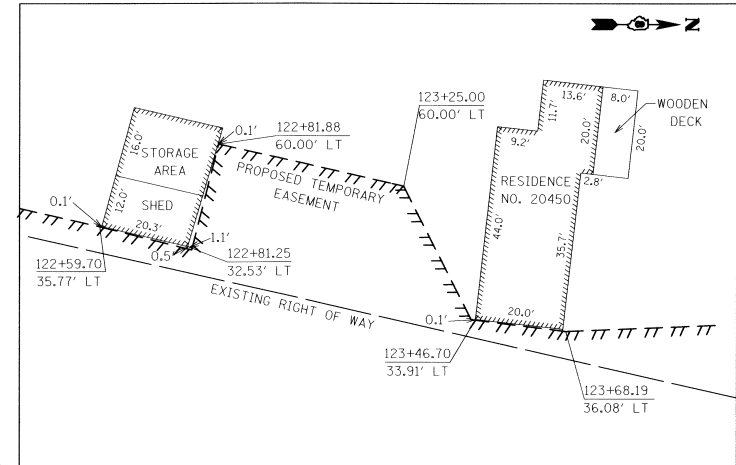 N
13.6'
8.0'
WOODEN
DECK
11.7'
20.0'
20.0'
9.2'
2.8'
RESIDENCE
NO. 20450
44.0'
35.7'
20.0'
0.1'
123+25.00
60.00' LT
122+81.88
60.00' LT
0.1'
16.0'
STORAGE
AREA
PROPOSED TEMPORARY
EASEMENT
12.0'
SHED
0.1'
20.3'
1.1'
0.5'
122+59.70
35.77' LT
122+81.25
32.53' LT
EXISTING RIGHT OF WAY
123+46.70
33.91' LT
123+68.19
36.08' LT